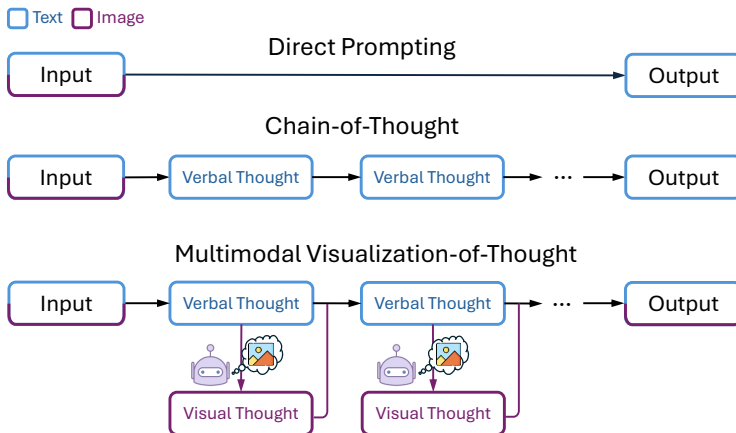 Text Image
Direct Prompting
Input Output
Chain-of-Thought
Input Verbal Thought Verbal Thought ... Output
Multimodal Visualization-of-Thought
Input Verbal Thought Verbal Thought ... Output
Visual Thought Visual Thought